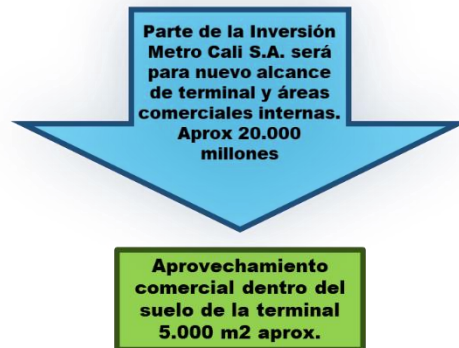 Parte de la Inversión
Metro Cali S.A. será
para nuevo alcance
de terminal y áreas
comerciales internas.
Aprox 20.000
millones
Aprovechamiento
comercial dentro del
suelo de la terminal
5.000 m2 aprox.